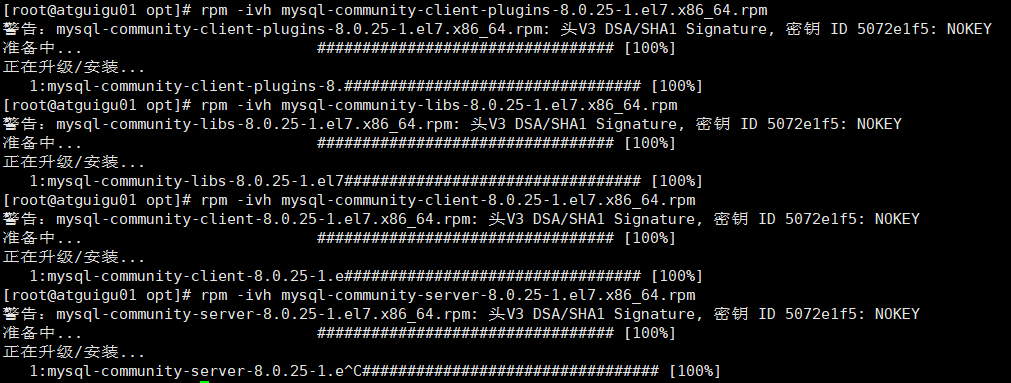 [root@atguigu01 opt]# rpm -ivh mysql-community-client-plugins-8.0.25-1.el7.x86_64.rpm
警告：mysql-community-client-plugins-8.0.25-1.el7.x86_64.rpm: 头V3 DSA/SHA1 Signature, 密钥 ID 5072e1f5: NOKEY
准备中...                          ################################# [100%]
正在升级/安装...
   1:mysql-community-client-plugins-8.################################# [100%]
[root@atguigu01 opt]# rpm -ivh mysql-community-libs-8.0.25-1.el7.x86_64.rpm
警告：mysql-community-libs-8.0.25-1.el7.x86_64.rpm: 头V3 DSA/SHA1 Signature, 密钥 ID 5072e1f5: NOKEY
准备中...                          ################################# [100%]
正在升级/安装...
   1:mysql-community-libs-8.0.25-1.el7################################# [100%]
[root@atguigu01 opt]# rpm -ivh mysql-community-client-8.0.25-1.el7.x86_64.rpm
警告：mysql-community-client-8.0.25-1.el7.x86_64.rpm: 头V3 DSA/SHA1 Signature, 密钥 ID 5072e1f5: NOKEY
准备中...                          ################################# [100%]
正在升级/安装...
   1:mysql-community-client-8.0.25-1.e################################# [100%]
[root@atguigu01 opt]# rpm -ivh mysql-community-server-8.0.25-1.el7.x86_64.rpm
警告：mysql-community-server-8.0.25-1.el7.x86_64.rpm: 头V3 DSA/SHA1 Signature, 密钥 ID 5072e1f5: NOKEY
准备中...                          ################################# [100%]
正在升级/安装...
   1:mysql-community-server-8.0.25-1.e^C################################# [100%]